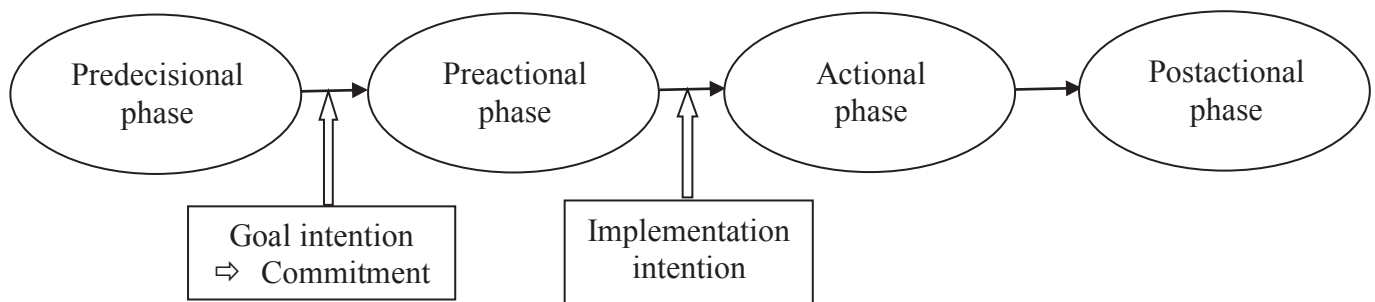 Predecisional
phase
Preactional
phase
Actional
phase
Postactional
phase
Goal intention
⇨ Commitment
Implementation
intention